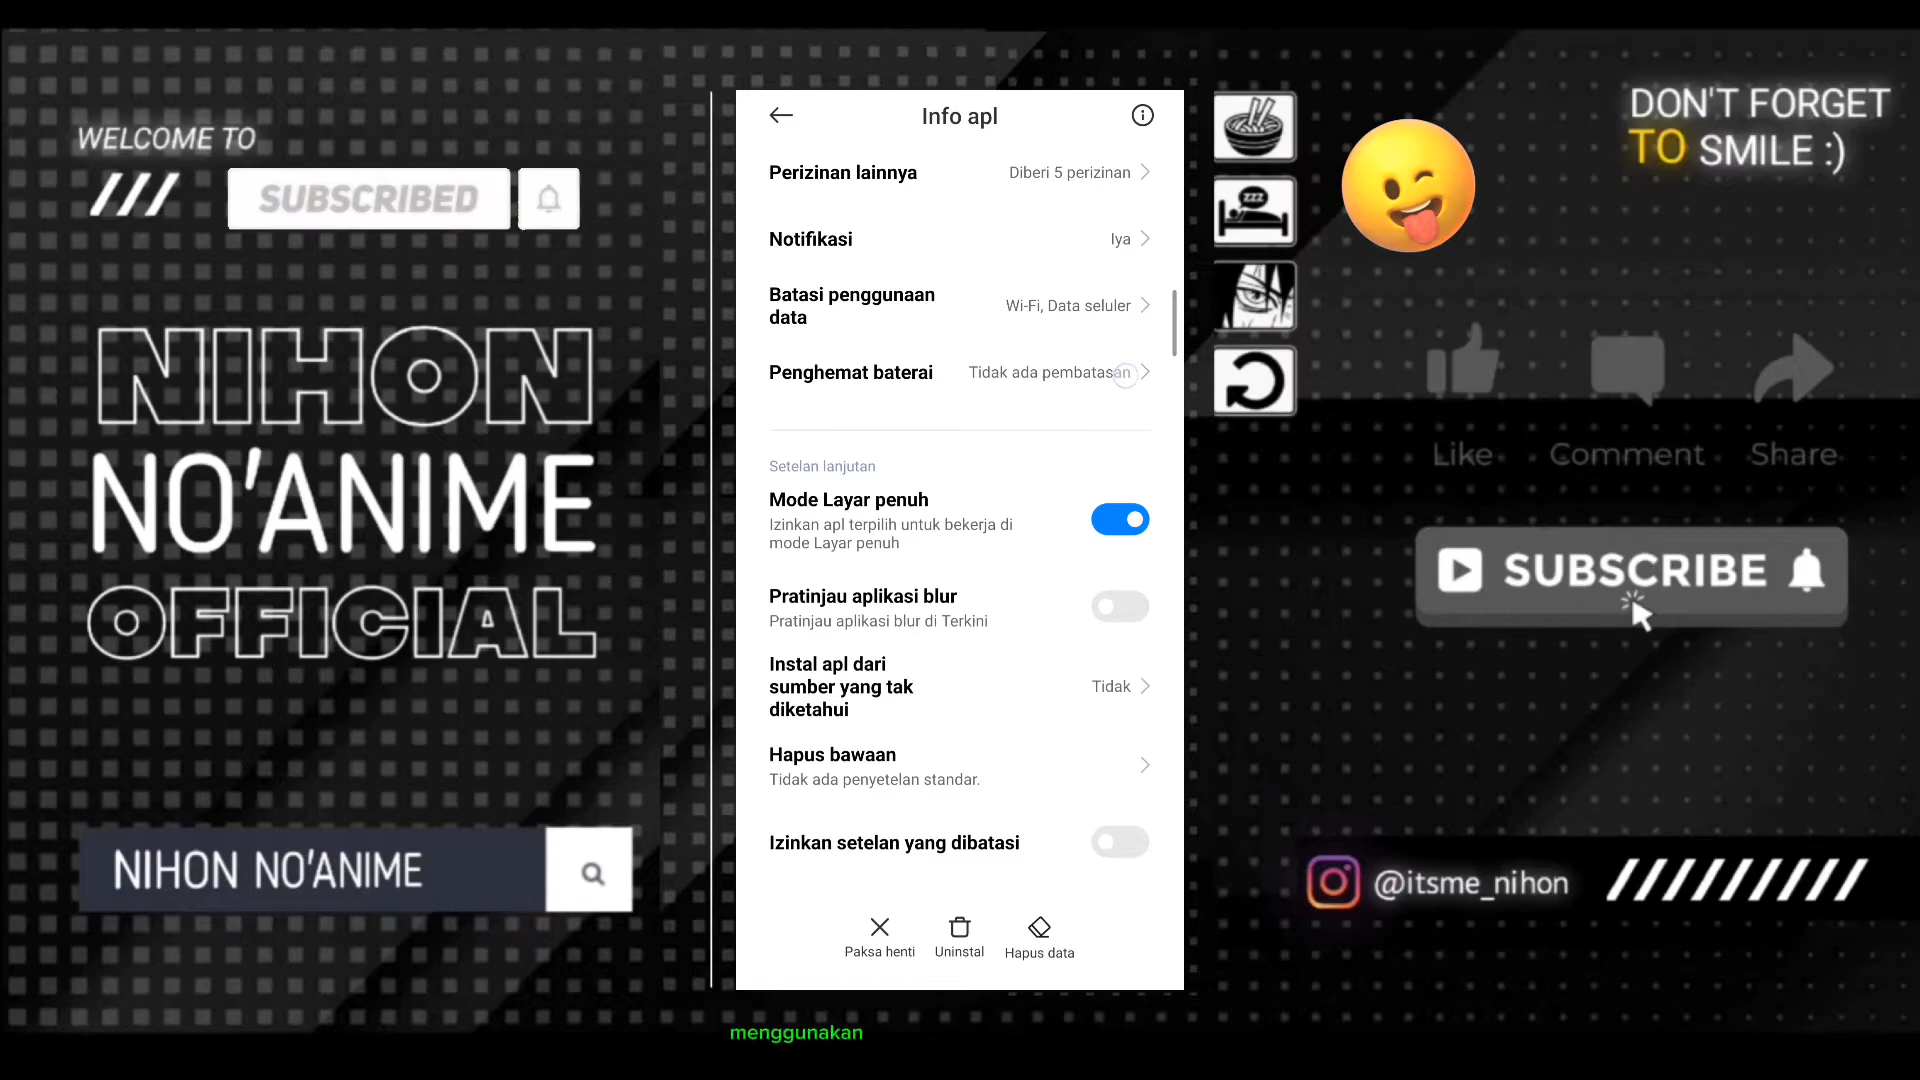 WELCOME TO
SUBSCRIBED
NIHON
NO'ANIME
OFFICIAL
NIHON NO'ANIME
Info apl
Perizinan lainnya
Diberi 5 perizinan
Notifikasi
Iya
Batasi penggunaan
data
Wi-Fi, Data seluler
Penghemat baterai
Tidak ada pembatasan
Setelan lanjutan
Mode Layar penuh
Izinkan apl terpilih untuk bekerja di
mode Layar penuh
Pratinjau aplikasi blur
Pratinjau aplikasi blur di Terkini
Instal apl dari
sumber yang tak
diketahui
Tidak
Hapus bawaan
Tidak ada penyetelan standar.
Izinkan setelan yang dibatasi
Paksa henti
Uninstal
Hapus data
menggunakan
ZZZ
DON'T FORGET
TO SMILE :)
Like
Comment
Share
SUBSCRIBE
@itsme_nihon